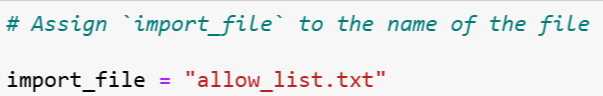 # Assign `import_file` to the name of the file
import_file = "allow_list.txt"